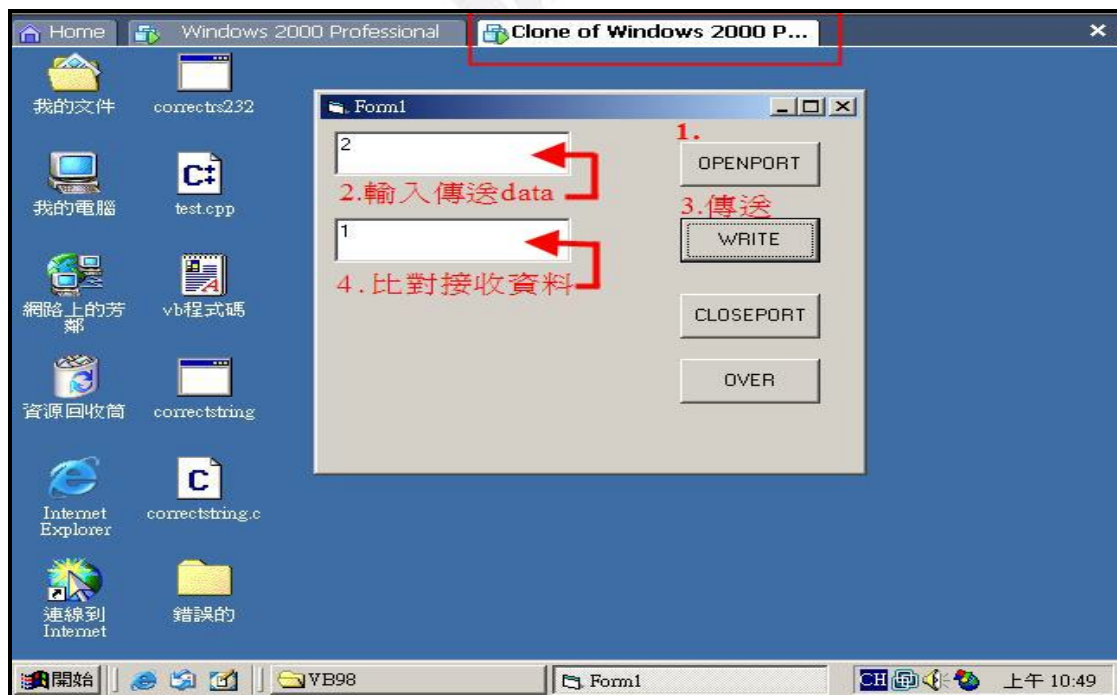 Home
Windows 2000 Professional
Clone of Windows 2000 P...
我的文件
correctrs232
我的電腦
test.cpp
網路上的芳鄰
vb程式碼
資源回收筒
correctstring
Internet Explorer
correctstring.c
連線到 Internet
錯誤的
Form1
1.
2
OPENPORT
2.輸入傳送data
3.傳送
1
WRITE
4.比對接收資料
CLOSEPORT
OVER
開始
VB98
Form1
CH
上午 10:49